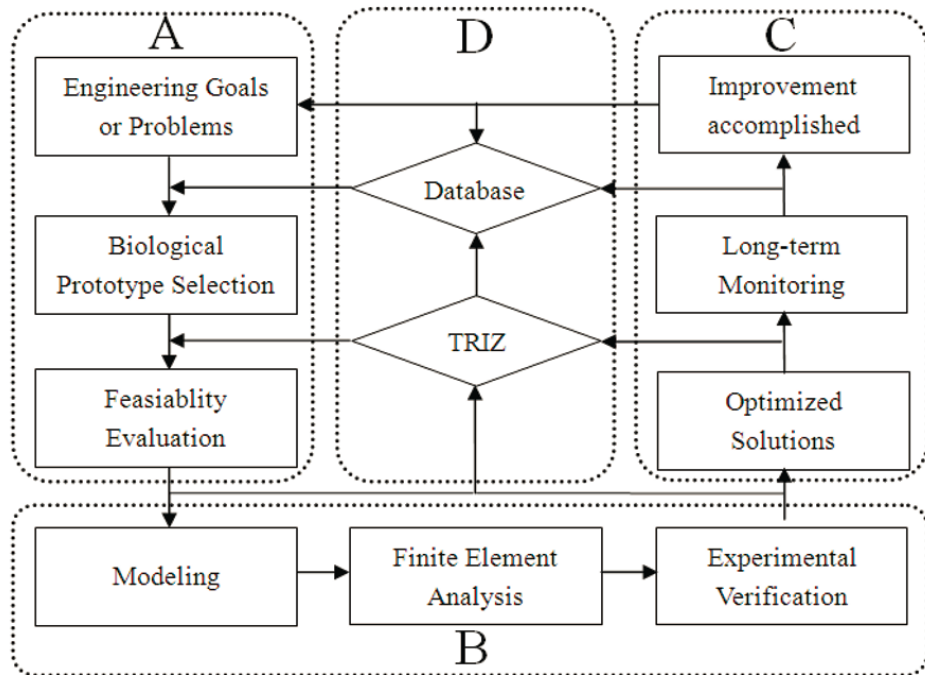 A
D
C
Engineering Goals
or Problems
Improvement
accomplished
Database
Biological
Prototype Selection
Long-term
Monitoring
TRIZ
Feasiablity
Evaluation
Optimized
Solutions
Modeling
Finite Element
Analysis
Experimental
Verification
B